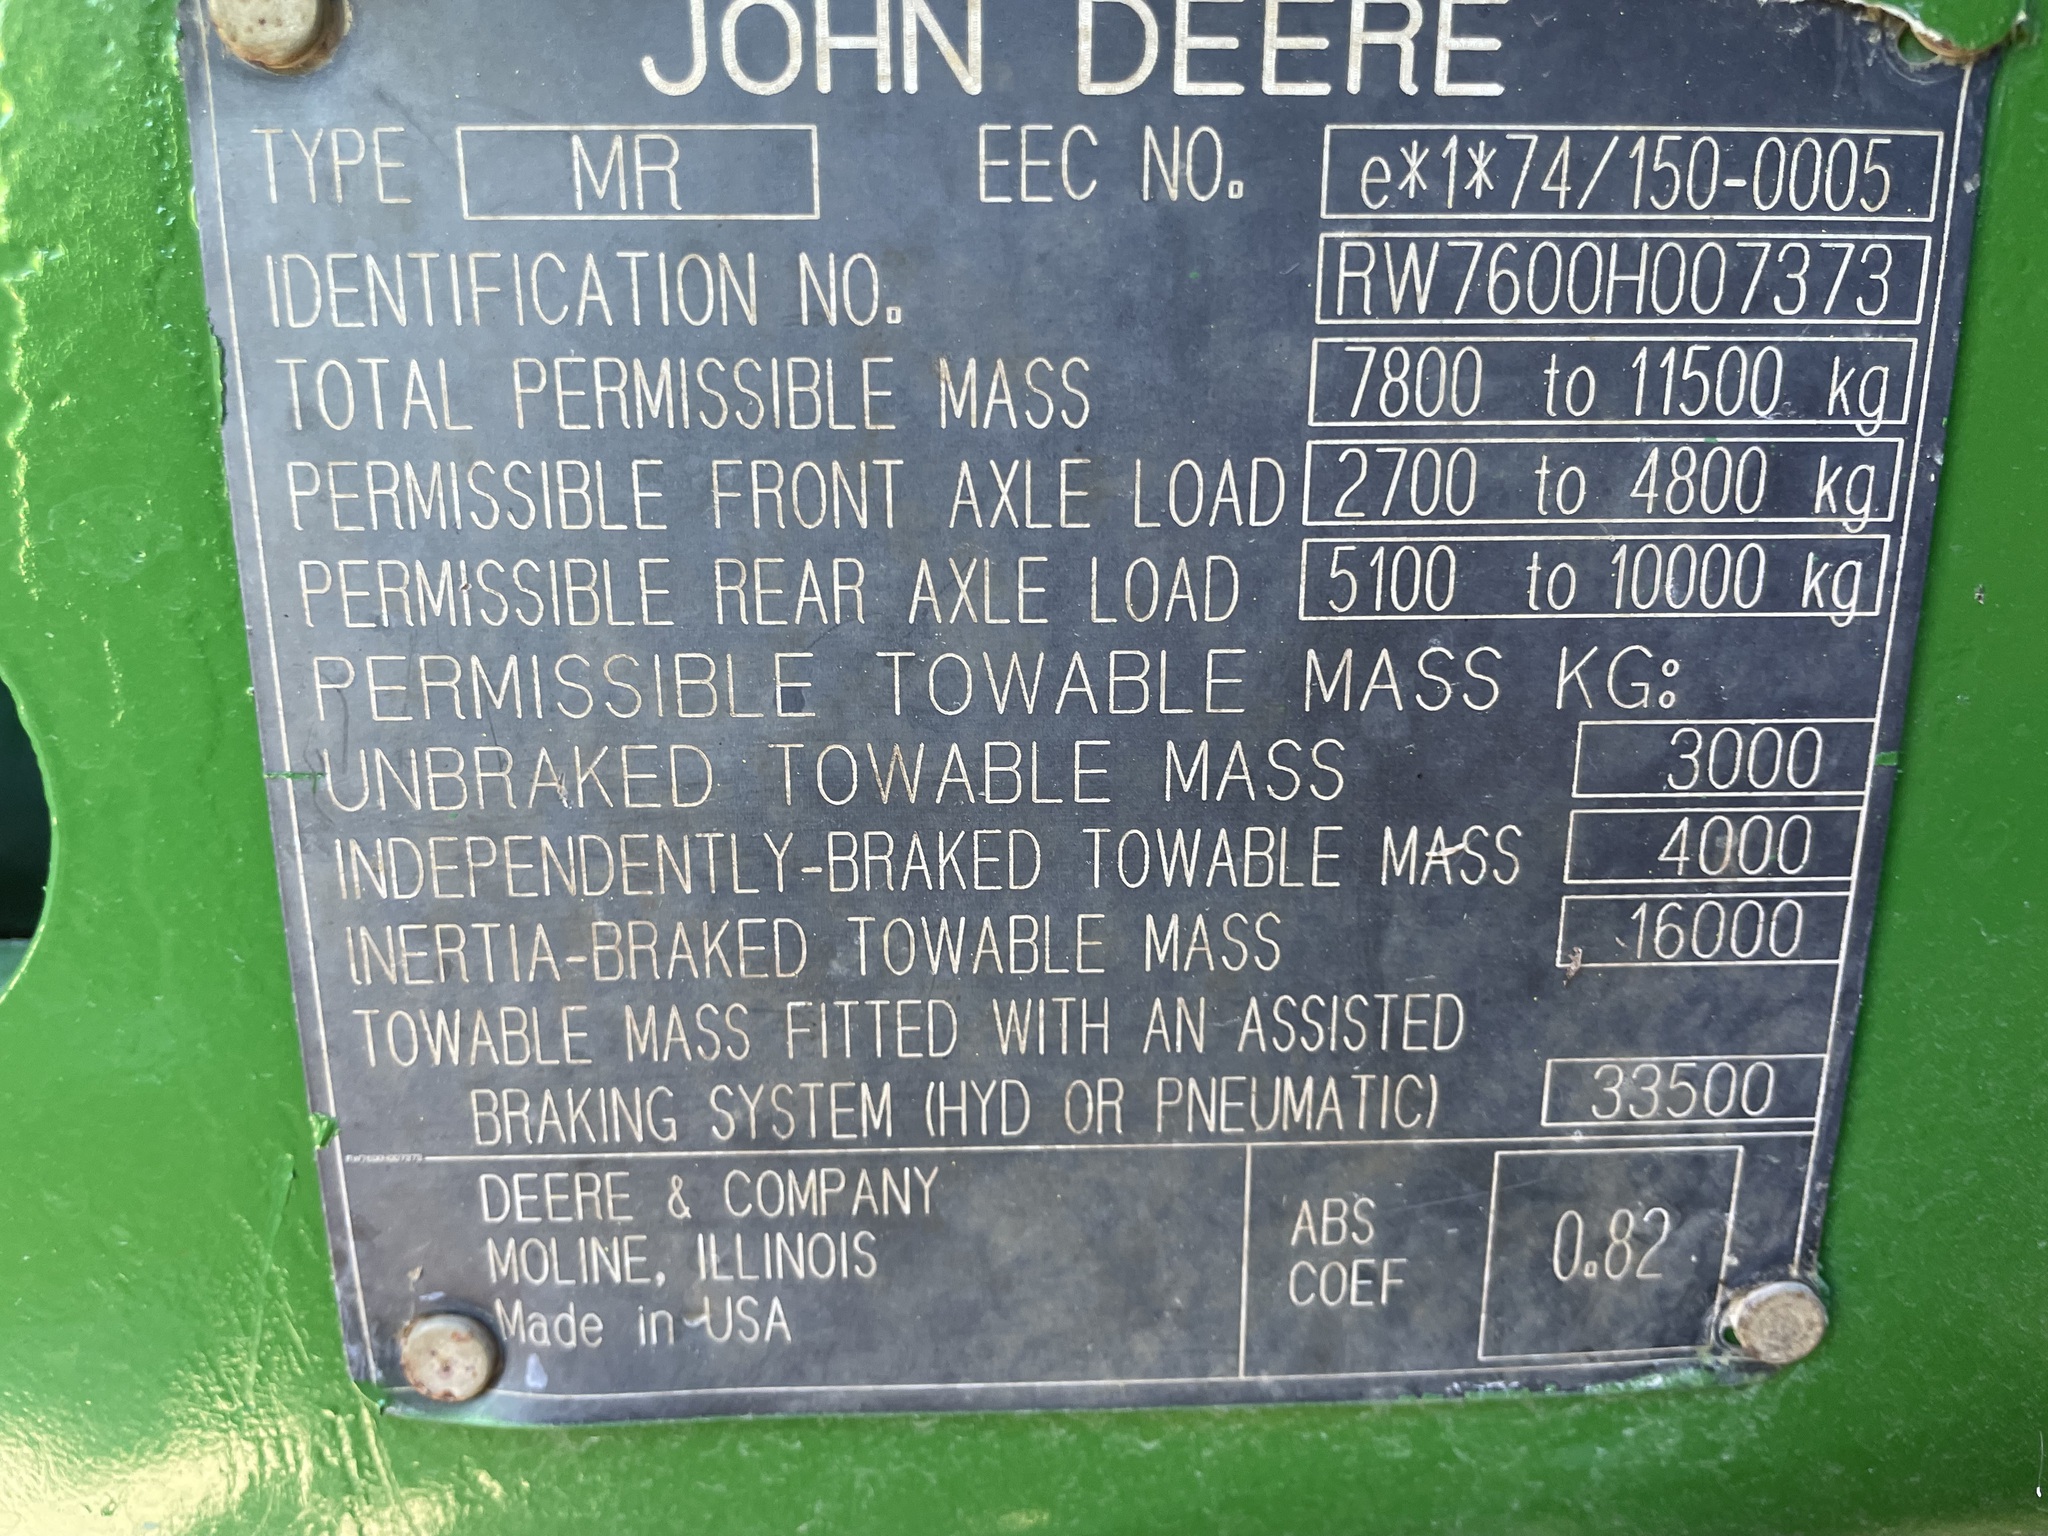 JOHN DEERE
TYPE MR EEC NO. e*1*74/150-0005
IDENTIFICATION NO. RW7600H007373
TOTAL PERMISSIBLE MASS 7800 to 11500 kg
PERMISSIBLE FRONT AXLE LOAD 2700 to 4800 kg
PERMISSIBLE REAR AXLE LOAD 5100 to 10000 kg
PERMISSIBLE TOWABLE MASS KG:
UNBRAKED TOWABLE MASS 3000
INDEPENDENTLY-BRAKED TOWABLE MASS 4000
INERTIA-BRAKED TOWABLE MASS 16000
TOWABLE MASS FITTED WITH AN ASSISTED
BRAKING SYSTEM (HYD OR PNEUMATIC) 33500
RW7600H007373
DEERE & COMPANY
MOLINE, ILLINOIS
Made in USA
ABS
COEF
0.82